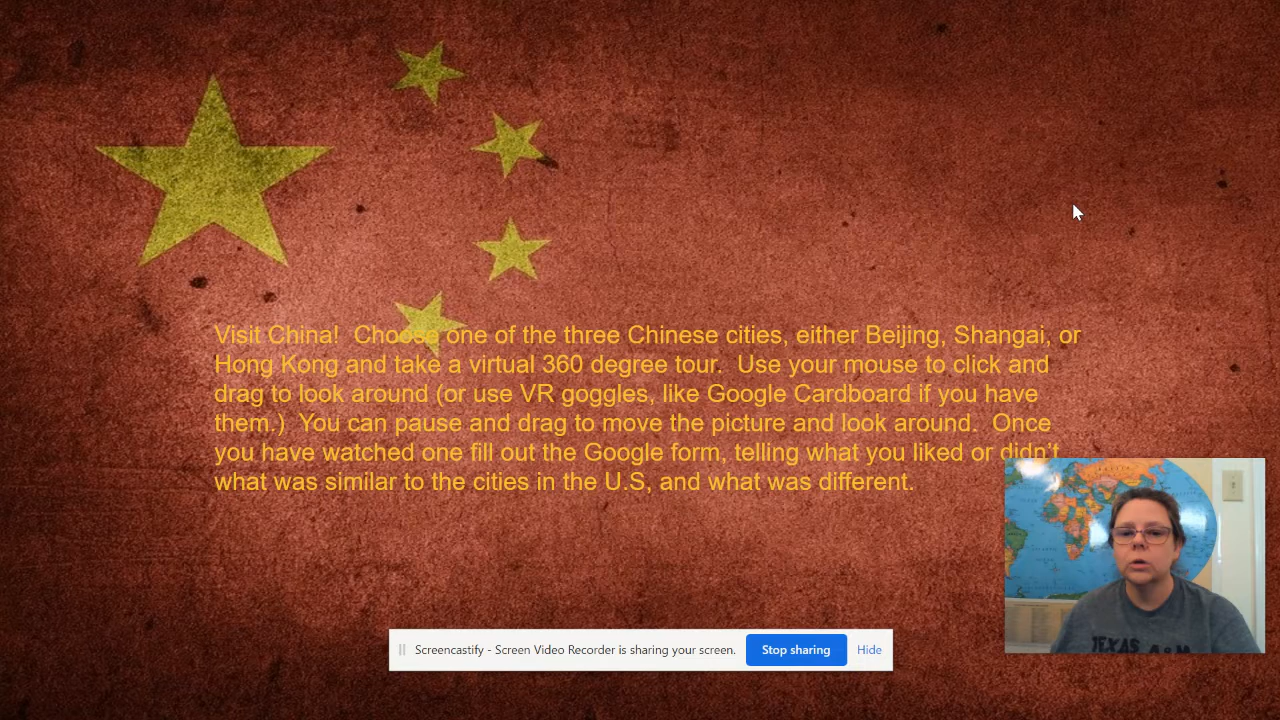 Visit China!  Choose one of the three Chinese cities, either Beijing, Shangai, or
Hong Kong and take a virtual 360 degree tour.  Use your mouse to click and
drag to look around (or use VR goggles, like Google Cardboard if you have
them.)  You can pause and drag to move the picture and look around.  Once
you have watched one fill out the Google form, telling what you liked or didn't
what was similar to the cities in the U.S, and what was different.
TEXAS A&M
Screencastify - Screen Video Recorder is sharing your screen.
Stop sharing
Hide